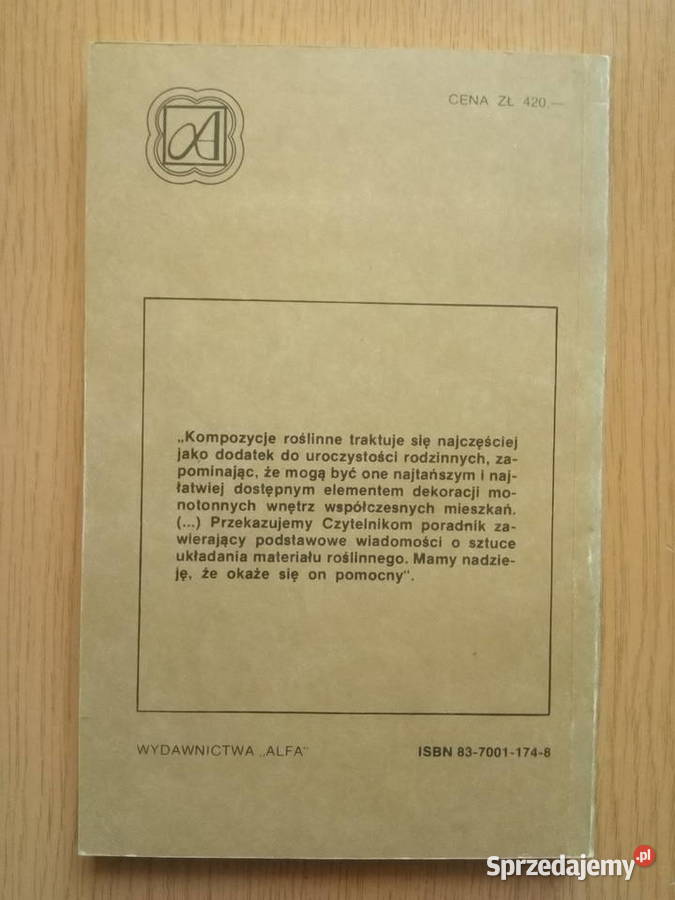 CENA ZŁ 420,—
A
„Kompozycje roślinne traktuje się najczęściej
jako dodatek do uroczystości rodzinnych, za-
pominając, że mogą być one najtańszym i naj-
łatwiej dostępnym elementem dekoracji mo-
notonnych wnętrz współczesnych mieszkań.
(...) Przekazujemy Czytelnikom poradnik za-
wierający podstawowe wiadomości o sztuce
układania materiału roślinnego. Mamy nadzie-
ję, że okaże się on pomocny".
WYDAWNICTWA „ALFA"
ISBN 83-7001-174-8
Sprzedajemy.pl